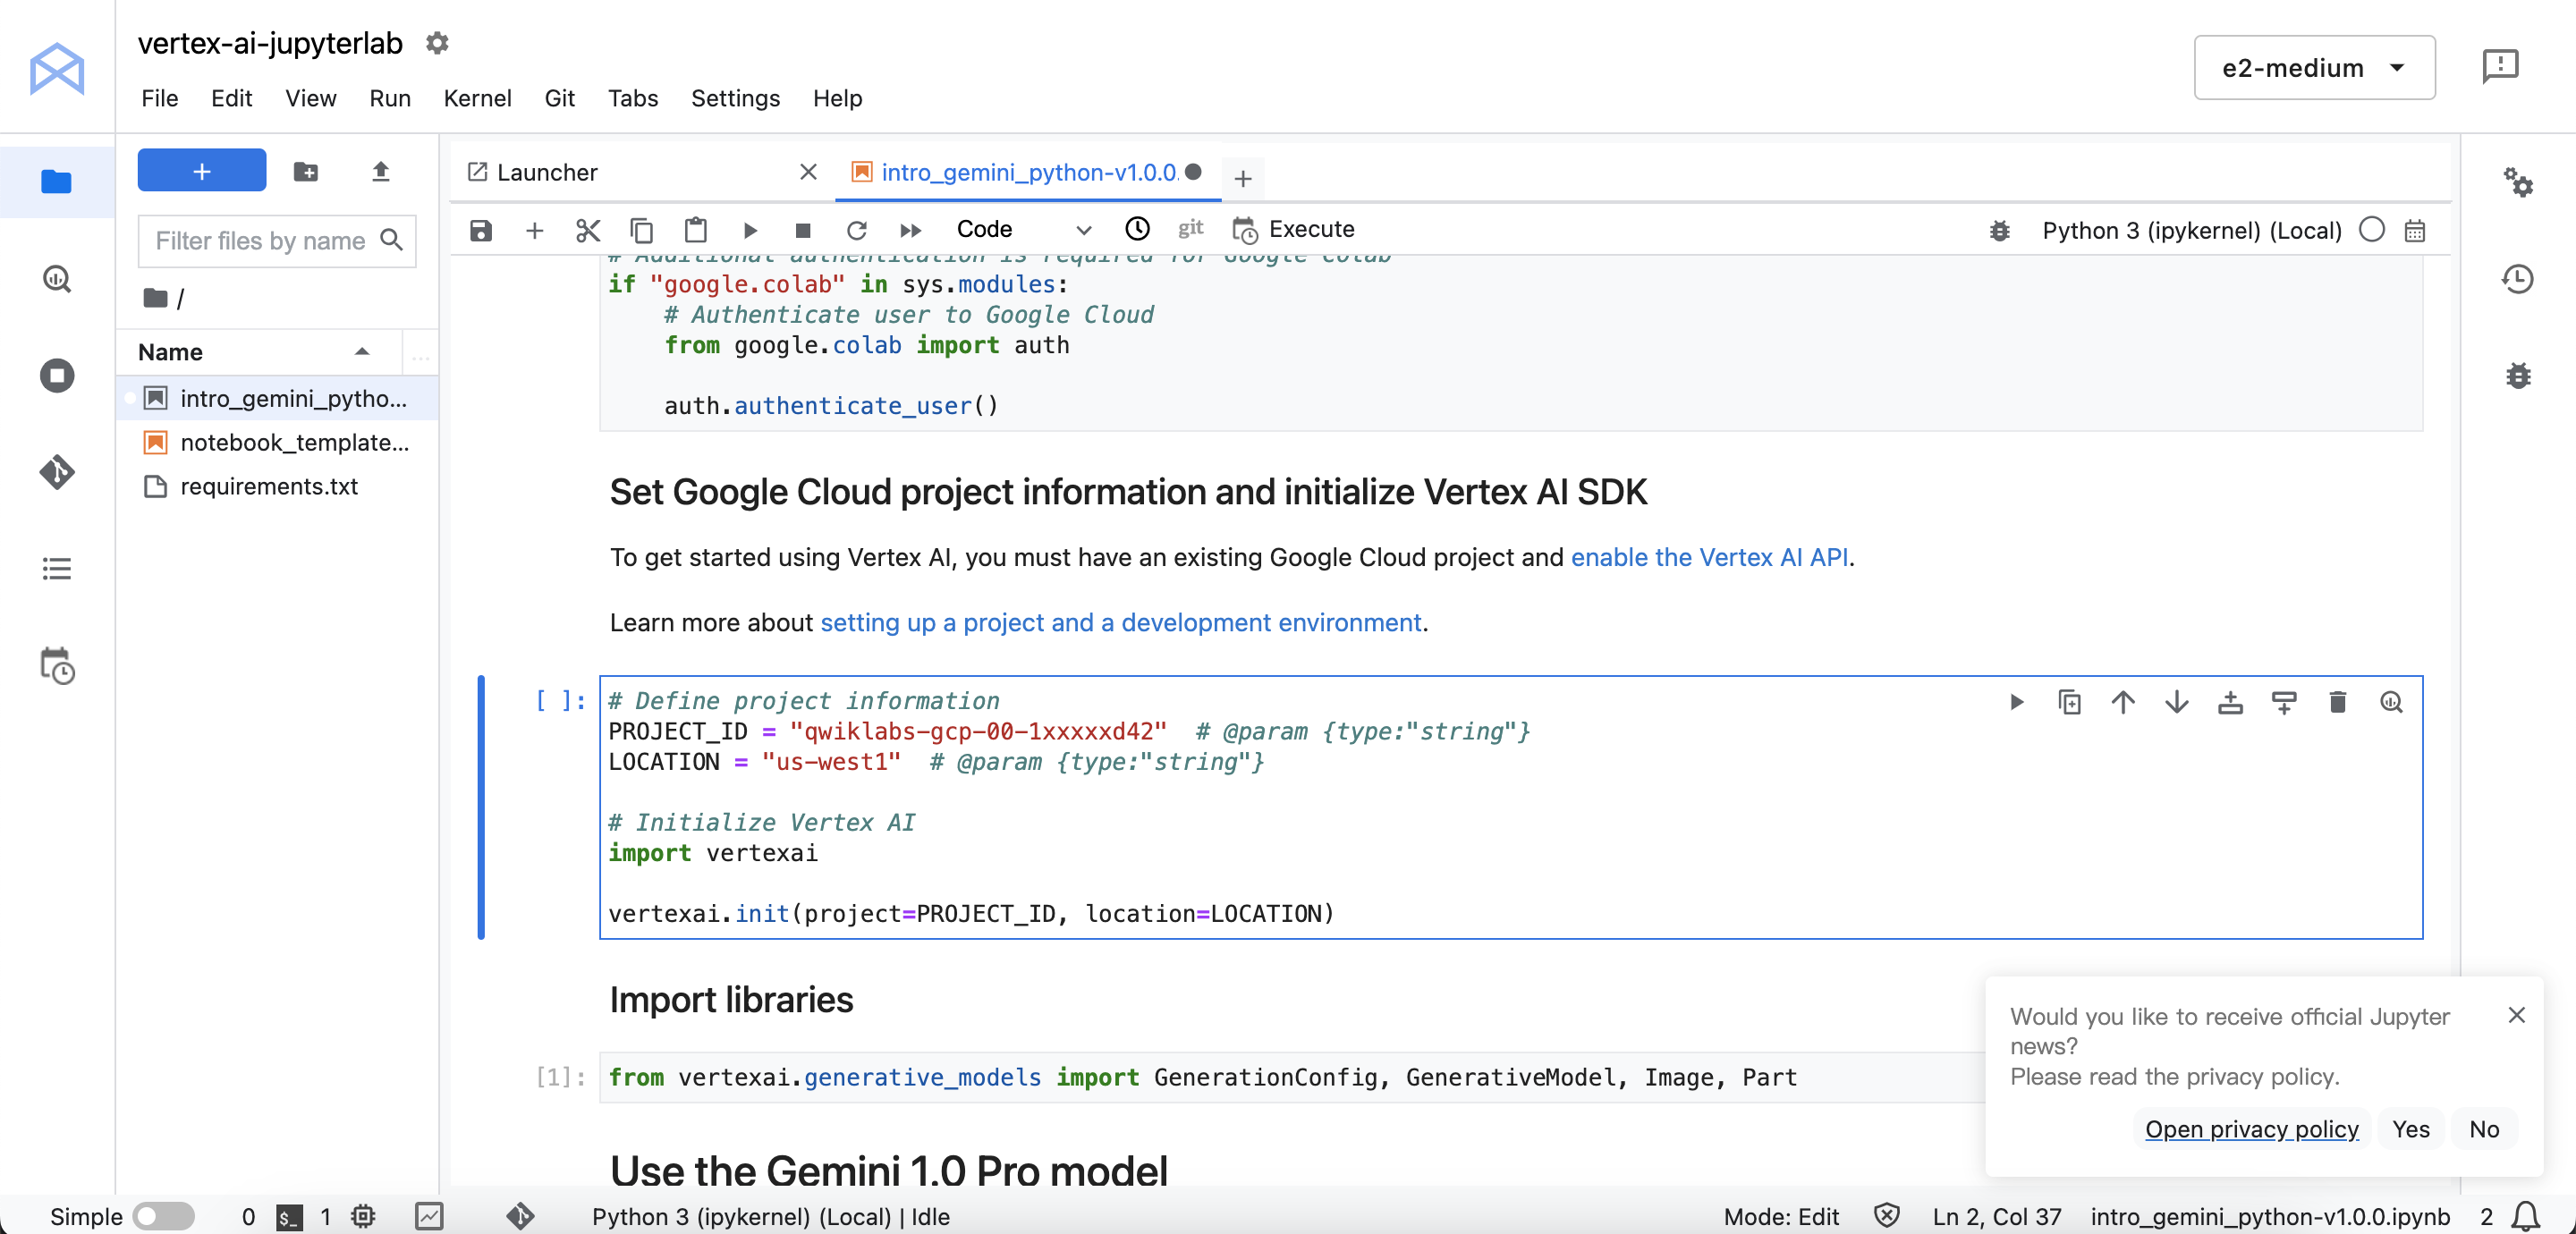 vertex-ai-jupyterlab
File Edit View Run Kernel Git Tabs Settings Help
e2-medium
Filter files by name
/
Name
...
intro_gemini_pytho...
notebook_template...
requirements.txt
Launcher
intro_gemini_python-v1.0.0.
Code
git
Execute
Python 3 (ipykernel) (Local)
# Additional authentication is required for Google Colab
if "google.colab" in sys.modules:
    # Authenticate user to Google Cloud
    from google.colab import auth
    auth.authenticate_user()
Set Google Cloud project information and initialize Vertex AI SDK
To get started using Vertex AI, you must have an existing Google Cloud project and enable the Vertex AI API.
Learn more about setting up a project and a development environment.
[ ]:
# Define project information
PROJECT_ID = "qwiklabs-gcp-00-1xxxxxd42"  # @param {type:"string"}
LOCATION = "us-west1"  # @param {type:"string"}
# Initialize Vertex AI
import vertexai
vertexai.init(project=PROJECT_ID, location=LOCATION)
Import libraries
[1]:
from vertexai.generative_models import GenerationConfig, GenerativeModel, Image, Part
Use the Gemini 1.0 Pro model
Would you like to receive official Jupyter
news?
Please read the privacy policy.
Open privacy policy Yes No
Simple 0 $_ 1 Python 3 (ipykernel) (Local) | Idle Mode: Edit Ln 2, Col 37 intro_gemini_python-v1.0.0.ipynb 2